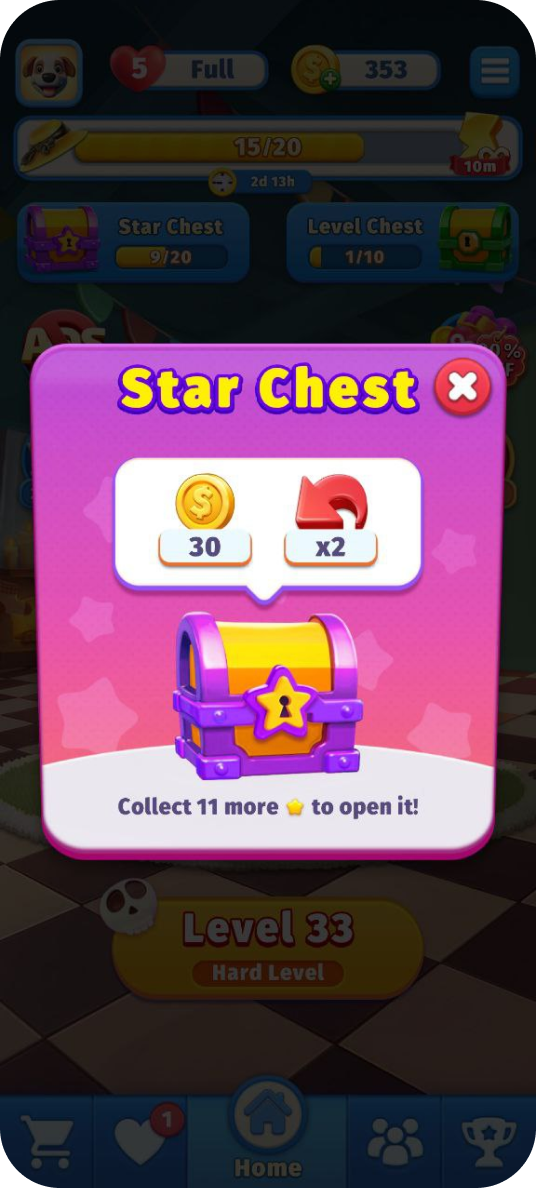 5 Full 353
15/20
10m
2d 13h
Star Chest
9/20
Level Chest
1/10
Star Chest
30 x2
Collect 11 more to open it!
Level 33
Hard Level
1
Home